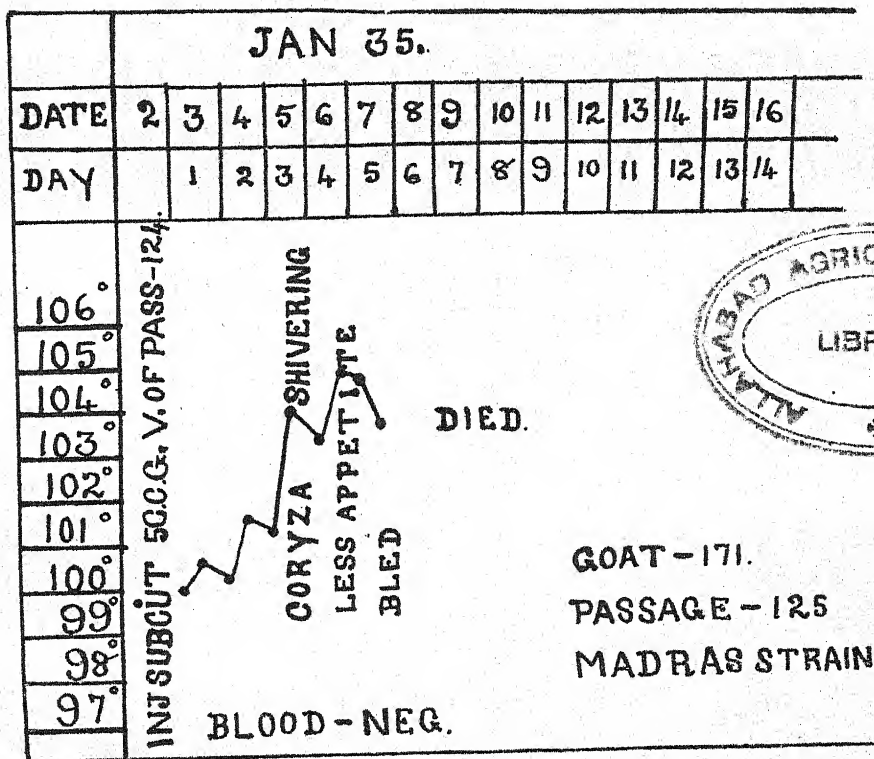 JAN 35.
DATE 2 3 4 5 6 7 8 9 10 11 12 13 14 15 16
DAY 1 2 3 4 5 6 7 8 9 10 11 12 13 14
INJ SUBCUT 5C.C.G. V. OF PASS-124.
106°
105°
104°
103°
102°
101°
100°
99°
98°
97°
CORYZA
SHIVERING
LESS APPETITE
BLED
DIED.
GOAT-171.
PASSAGE-125
MADRAS STRAIN
BLOOD-NEG.
ALLAHABAD AGRIC
LIBR